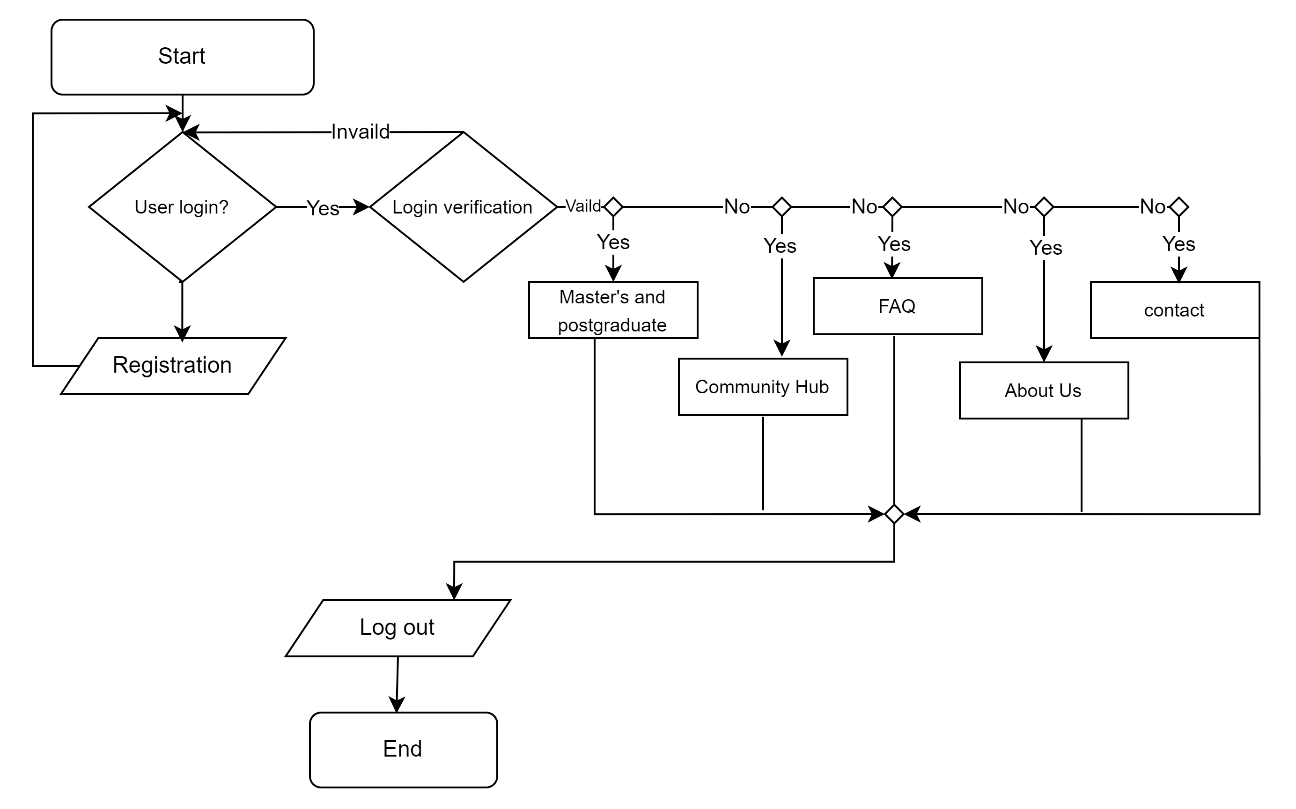 Start
Invaild
User login?
Yes
Login verification
Vaild
No
No
No
No
Yes
Yes
Yes
Yes
Yes
Master's and
postgraduate
FAQ
contact
Community Hub
About Us
Registration
Log out
End